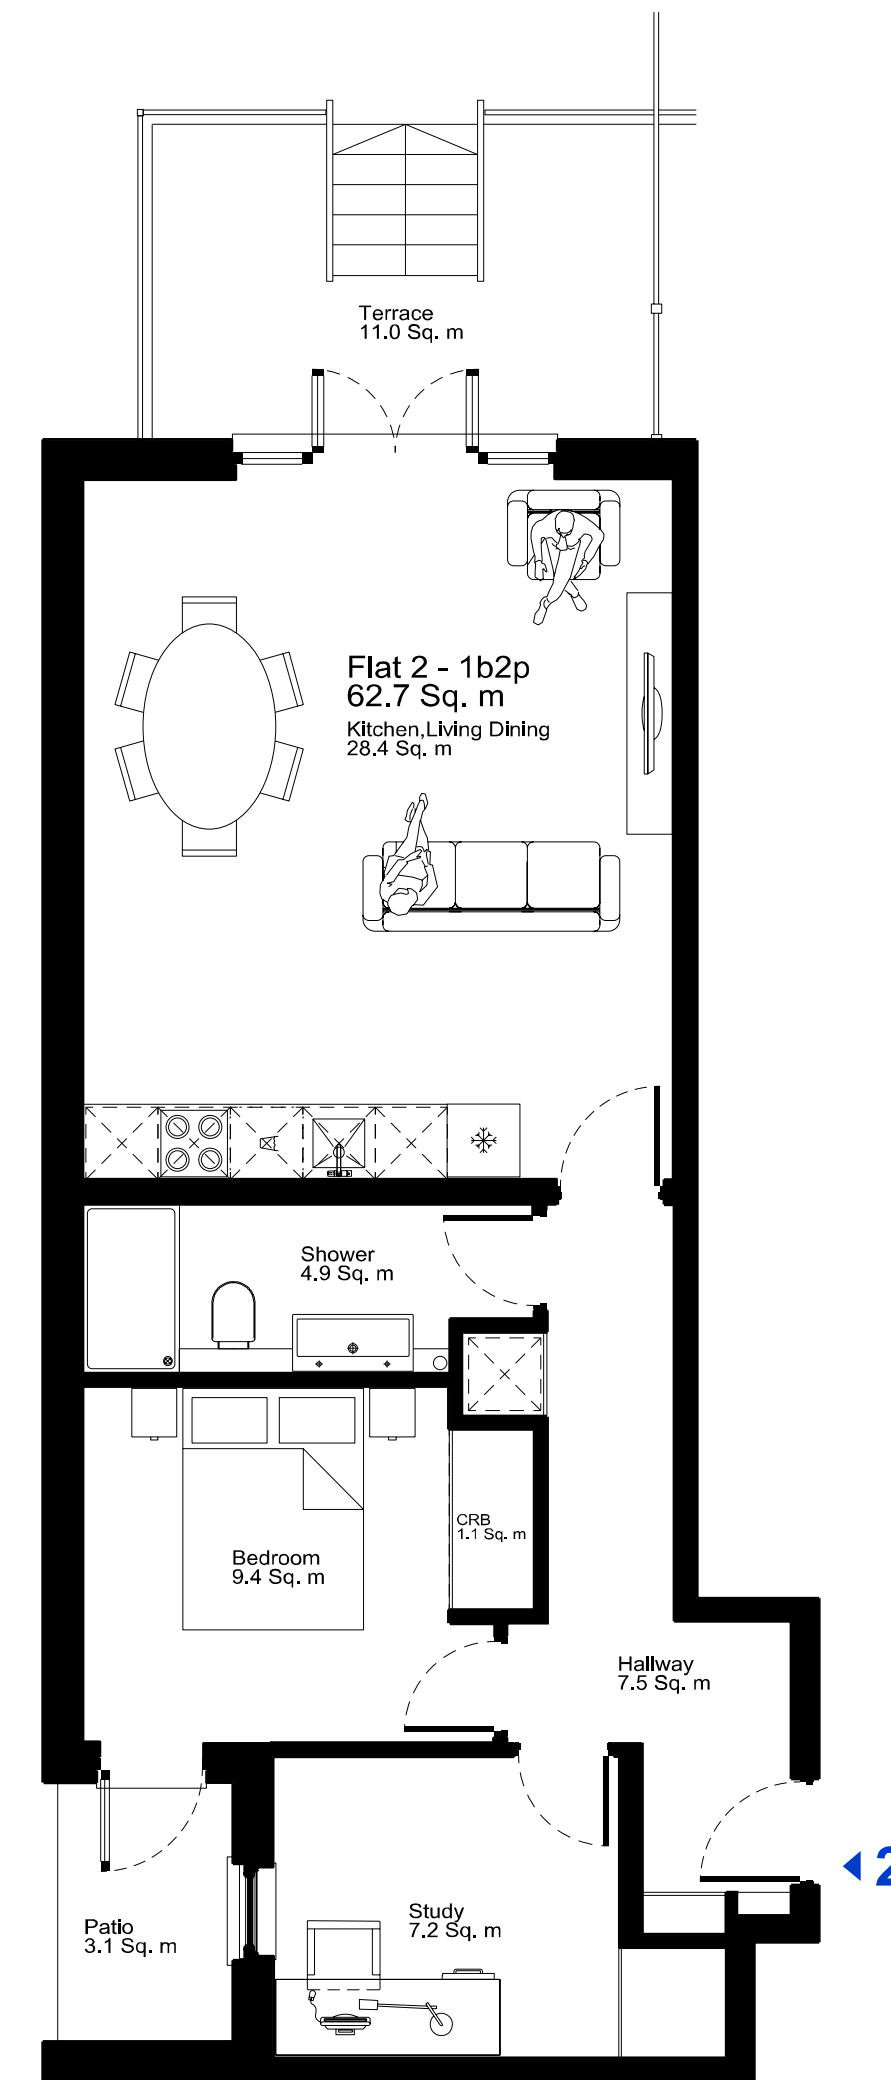 Terrace
11.0 Sq. m
Flat 2 - 1b2p
62.7 Sq. m
Kitchen,Living Dining
28.4 Sq. m
Shower
4.9 Sq. m
CRB
1.1 Sq. m
Bedroom
9.4 Sq. m
Hallway
7.5 Sq. m
2
Study
7.2 Sq. m
Patio
3.1 Sq. m